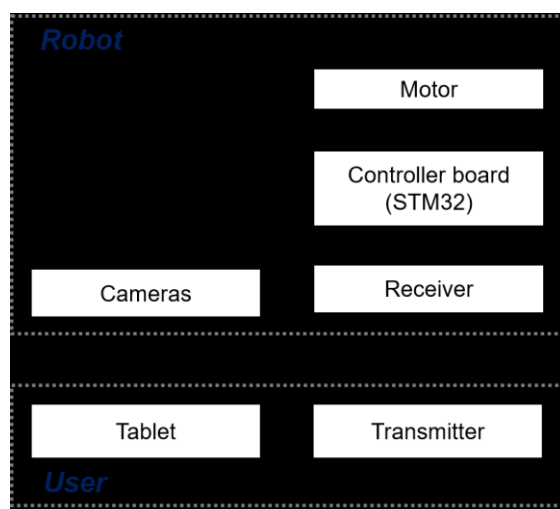 Robot
Motor
Controller board
(STM32)
Cameras
Receiver
Tablet
Transmitter
User